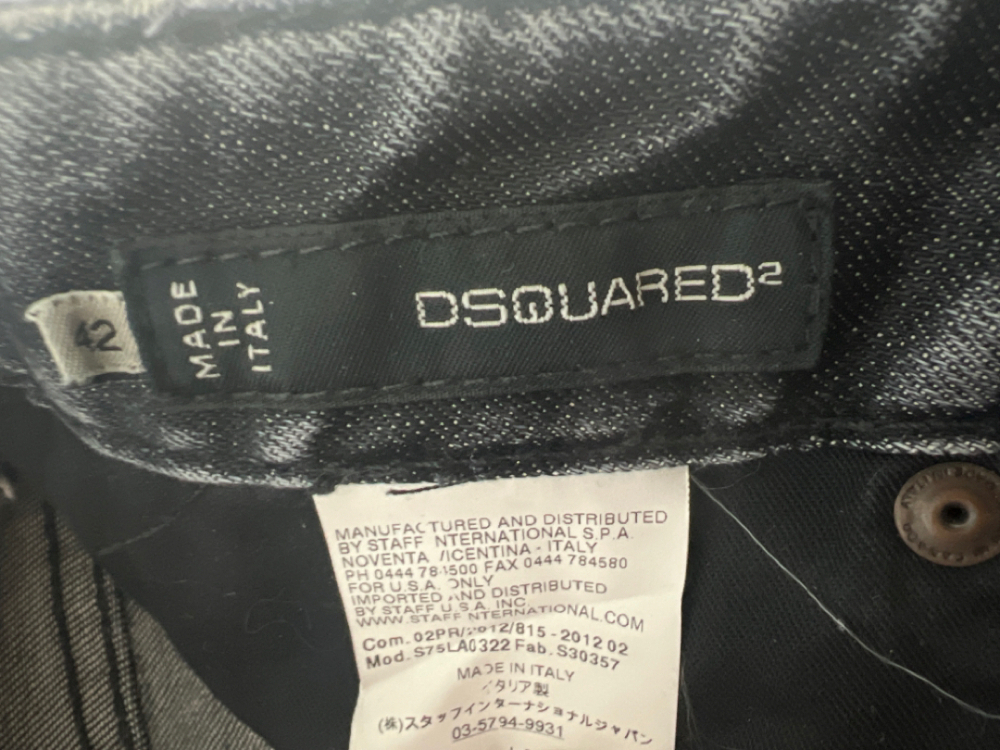 42
MADE
IN
ITALY
DSQUARED2
MANUFACTURED AND DISTRIBUTED
BY STAFF NTERNATIONAL S.P.A.
NOVENTA /ICENTINA - ITALY
PH 0444 784500 FAX 0444 784580
FOR U.S.A. ONLY
IMPORTED AND DISTRIBUTED
BY STAFF U.S.A. INC.
WWW.STAFF NTERNATIONAL.COM
Com. 02PR/2012/815 - 2012 02
Mod. S75LA0322 Fab. S30357
MADE IN ITALY
イタリア製
(株)スタッフインターナショナルジャパン
03-5794-9931